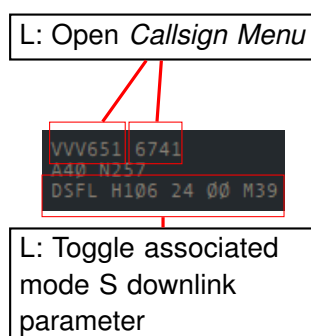 L: Open Callsign Menu
VVV651 6741
A40 N257
DSFL H106 24 00 M39
L: Toggle associated
mode S downlink
parameter